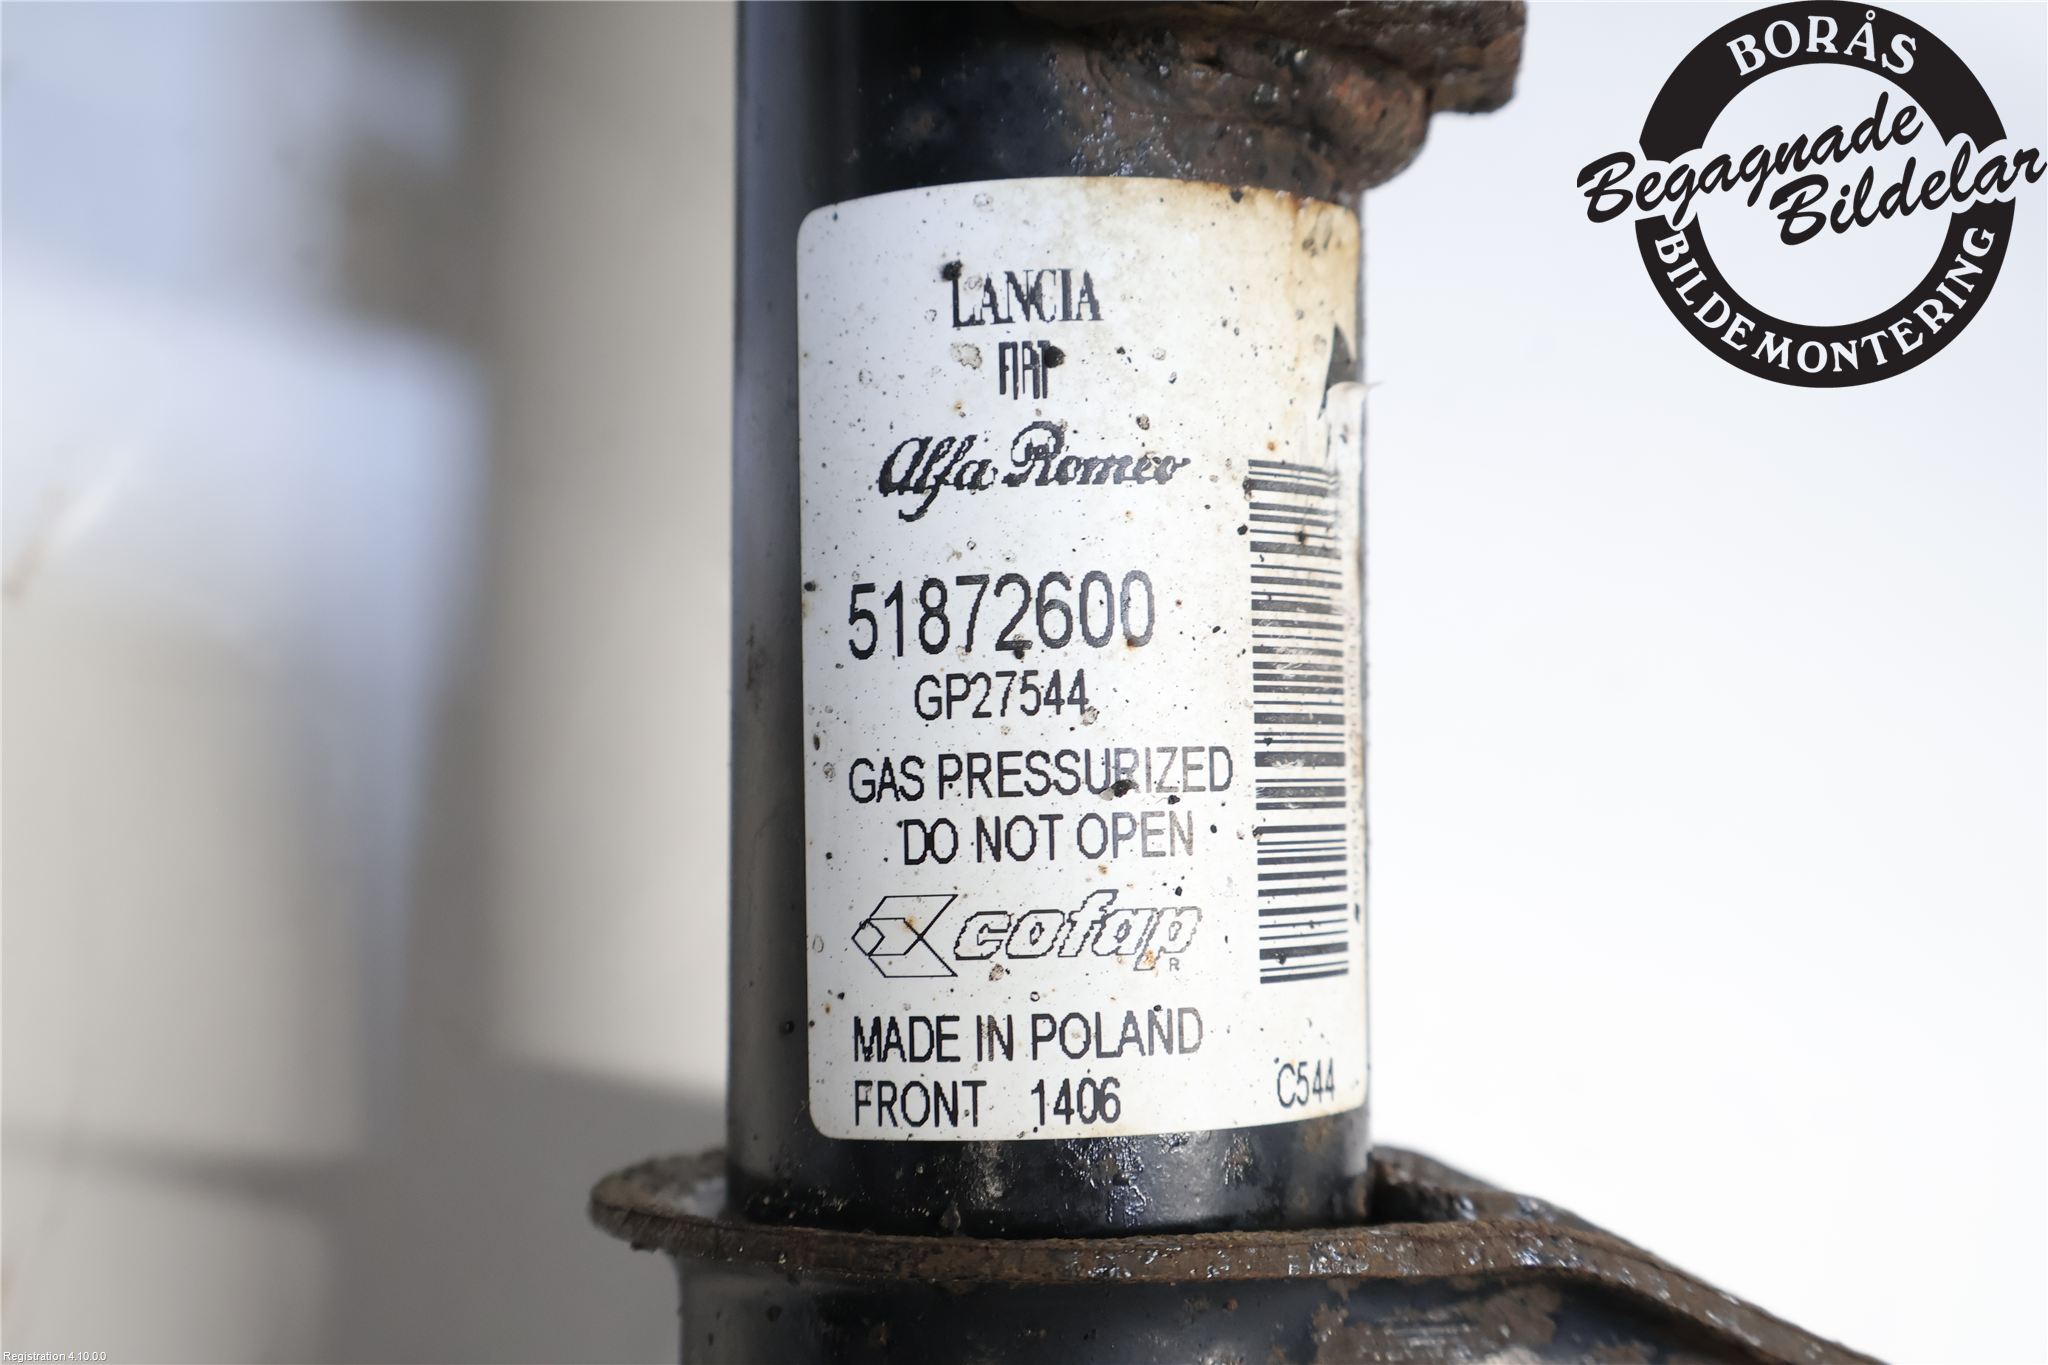 BORÅS
Begagnade
Bildelar
BILDEMONTERING
LANCIA
FIAT
Alfa Romeo
51872600
GP27544
GAS PRESSURIZED
DO NOT OPEN
cofap
R
MADE IN POLAND
FRONT 1406
C544
Registration 4.10.0.0